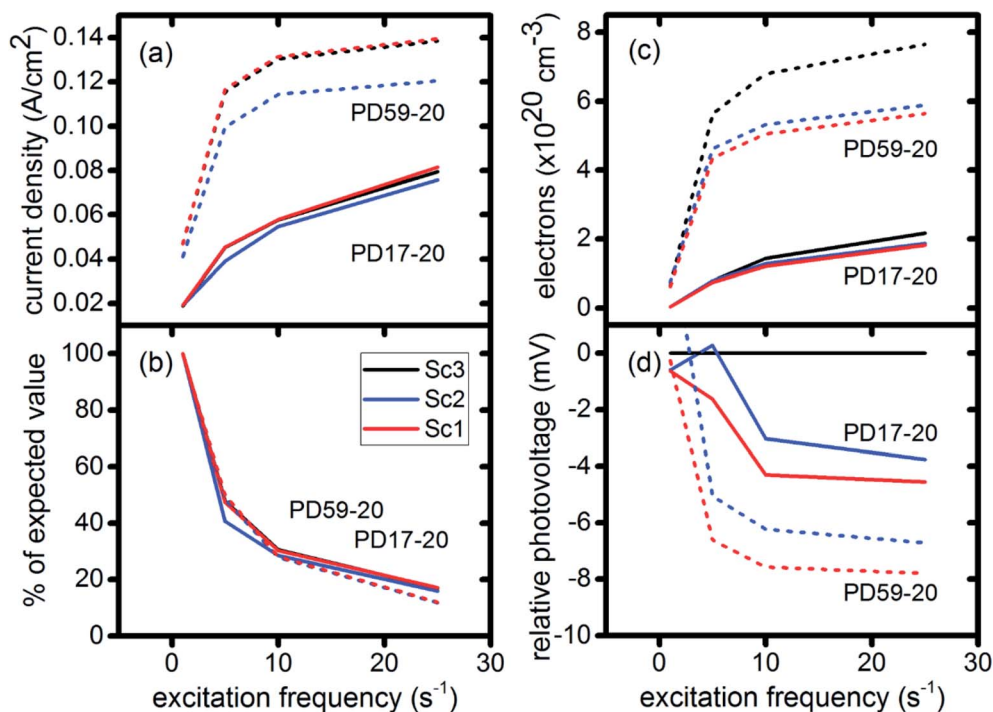 (a)
0.14
0.12
0.10
0.08
0.06
0.04
0.02
current density (A/cm²)
PD59-20
PD17-20
(c)
8
6
4
2
0
electrons (x10²⁰ cm⁻³)
PD59-20
PD17-20
(b)
100
80
60
40
20
0
% of expected value
Sc3
Sc2
Sc1
PD59-20
PD17-20
0
10
20
30
excitation frequency (s⁻¹)
(d)
0
-2
-4
-6
-8
-10
relative photovoltage (mV)
PD17-20
PD59-20
0
10
20
30
excitation frequency (s⁻¹)